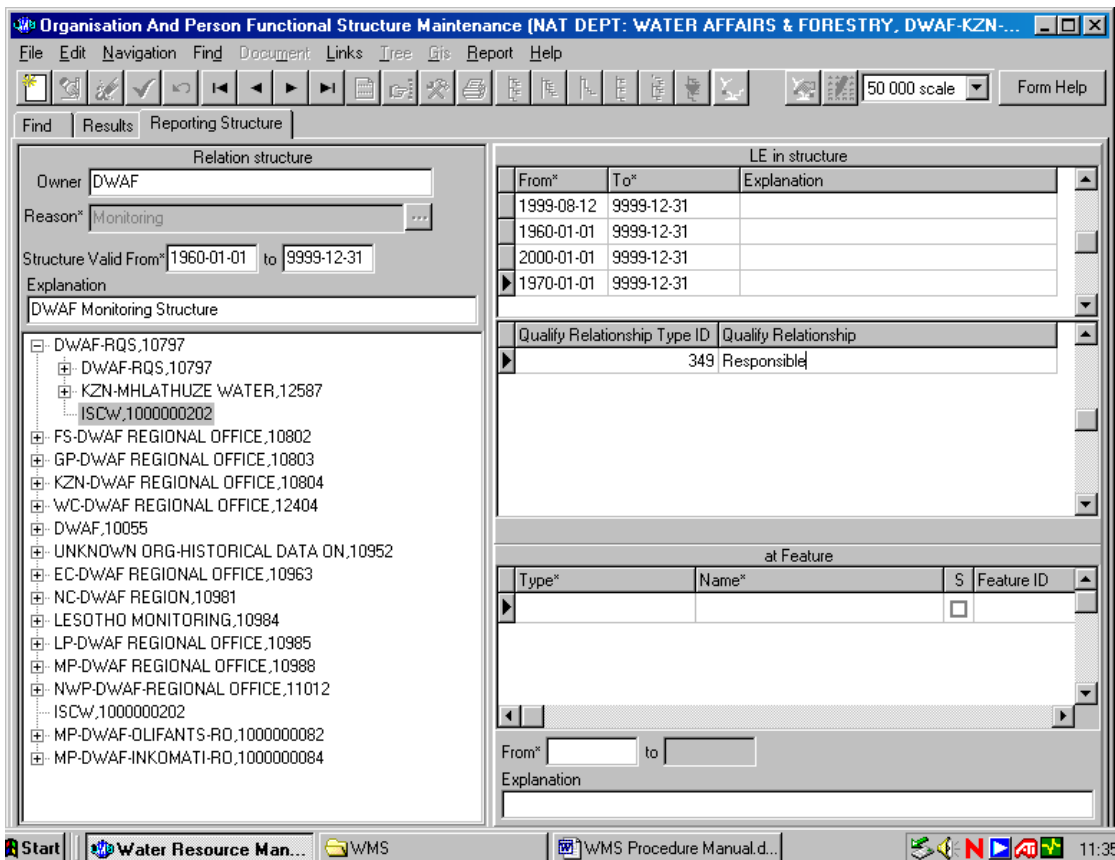 Organisation And Person Functional Structure Maintenance (NAT DEPT: WATER AFFAIRS & FORESTRY, DWAF-KZN-...
File Edit Navigation Find Document Links Tree Gis Report Help
50 000 scale Form Help
Find Results Reporting Structure
Relation structure
Owner DWAF
Reason* Monitoring ...
Structure Valid From* 1960-01-01 to 9999-12-31
Explanation
DWAF Monitoring Structure
DWAF-RQS,10797
DWAF-RQS,10797
KZN-MHLATHUZE WATER,12587
ISCW,1000000202
FS-DWAF REGIONAL OFFICE,10802
GP-DWAF REGIONAL OFFICE,10803
KZN-DWAF REGIONAL OFFICE,10804
WC-DWAF REGIONAL OFFICE,12404
DWAF,10055
UNKNOWN ORG-HISTORICAL DATA ON,10952
EC-DWAF REGIONAL OFFICE,10963
NC-DWAF REGION,10981
LESOTHO MONITORING,10984
LP-DWAF REGIONAL OFFICE,10985
MP-DWAF REGIONAL OFFICE,10988
NWP-DWAF-REGIONAL OFFICE,11012
ISCW,1000000202
MP-DWAF-OLIFANTS-RO,1000000082
MP-DWAF-INKOMATI-RO,1000000084
LE in structure
From* To* Explanation
1999-08-12 9999-12-31
1960-01-01 9999-12-31
2000-01-01 9999-12-31
1970-01-01 9999-12-31
Qualify Relationship Type ID Qualify Relationship
349 Responsible
at Feature
Type* Name* S Feature ID
From* to
Explanation
Start Water Resource Man... WMS WMS Procedure Manual.d... N 11:35